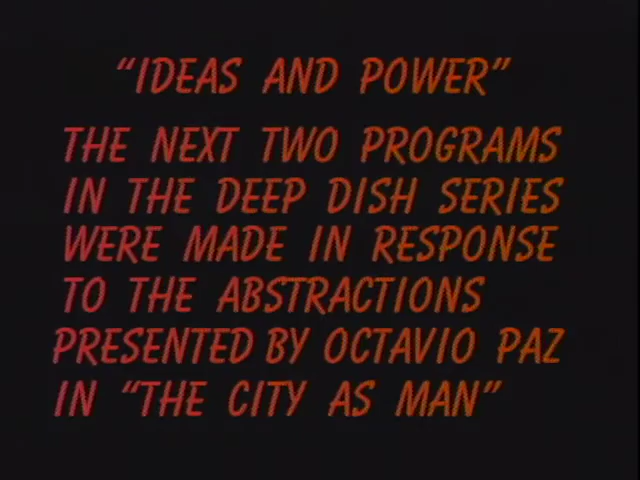 “IDEAS AND POWER”
THE NEXT TWO PROGRAMS
IN THE DEEP DISH SERIES
WERE MADE IN RESPONSE
TO THE ABSTRACTIONS
PRESENTED BY OCTAVIO PAZ
IN “THE CITY AS MAN”